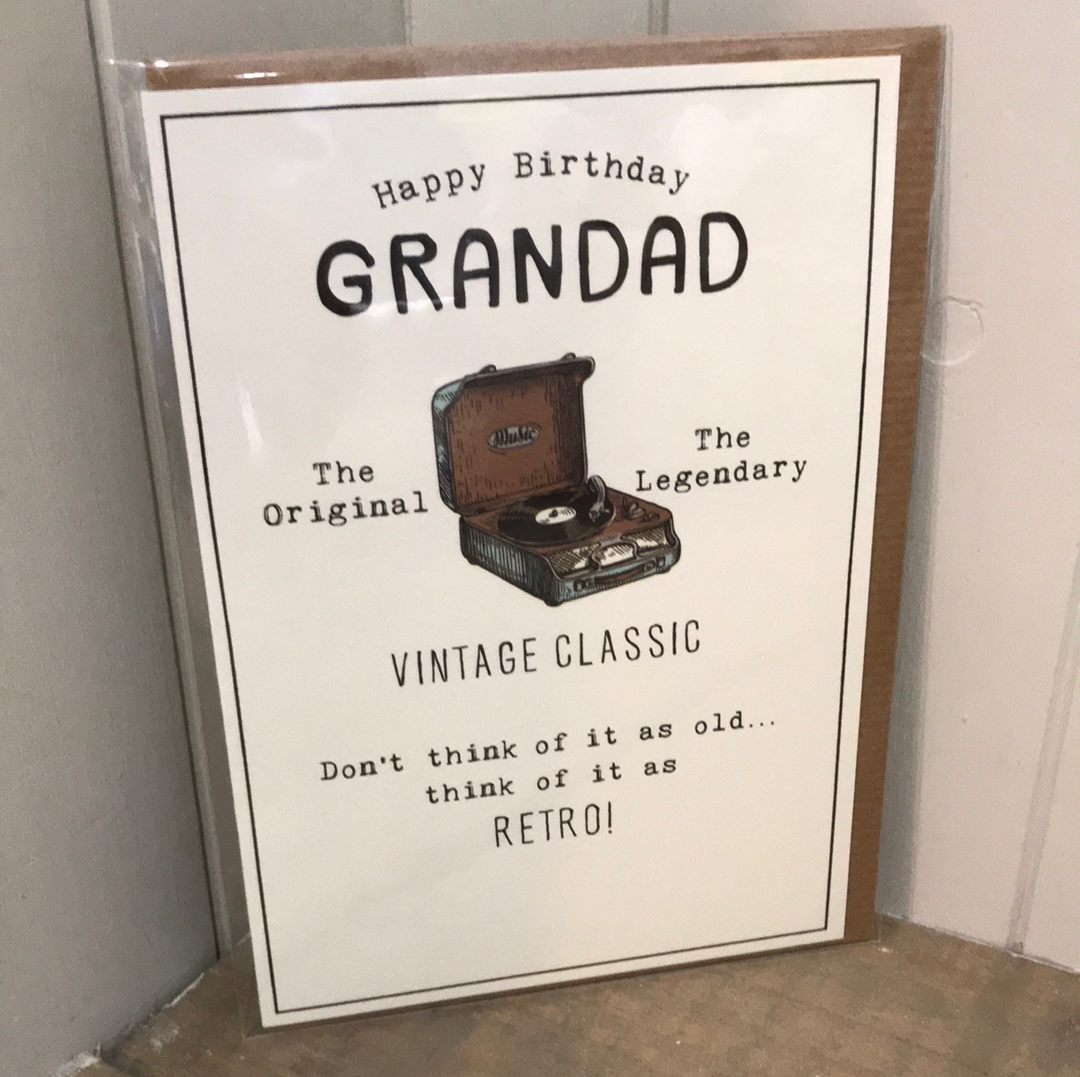 Happy Birthday
GRANDAD
Music
The
Original
The
Legendary
VINTAGE CLASSIC
Don't think of it as old...
think of it as
RETRO!